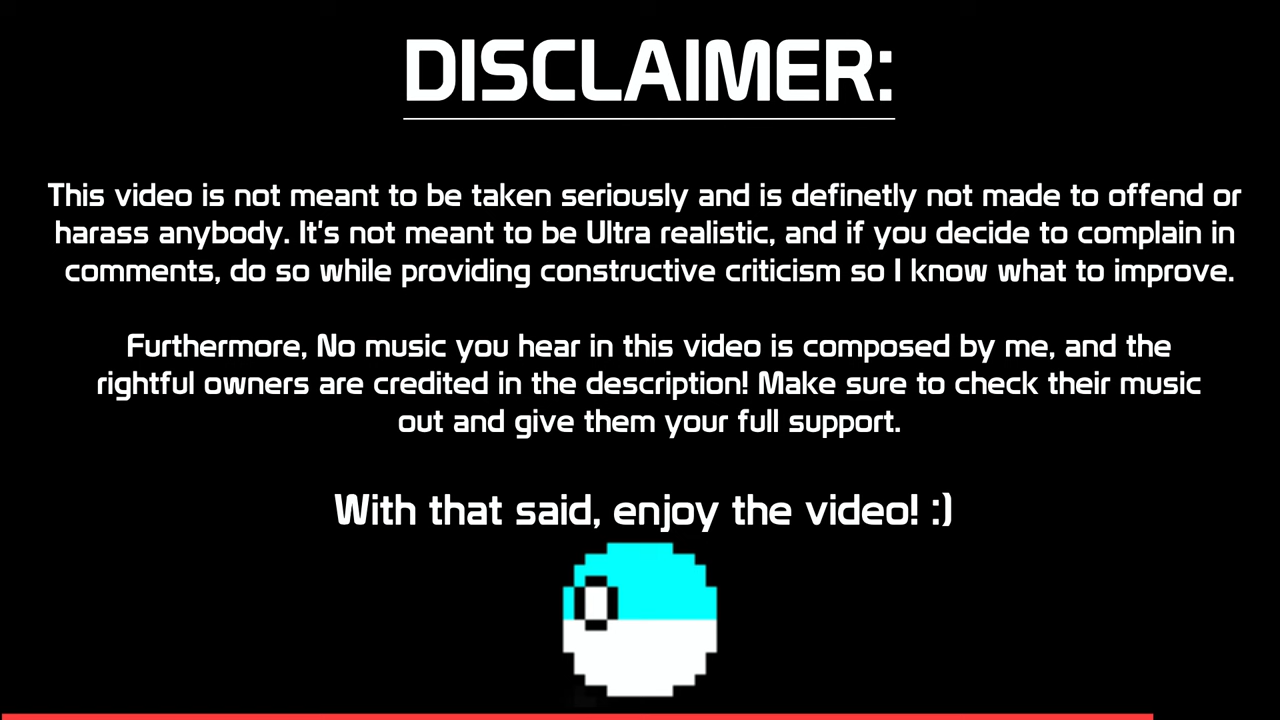 DISCLAIMER:
This video is not meant to be taken seriously and is definetly not made to offend or
harass anybody. It's not meant to be Ultra realistic, and if you decide to complain in
comments, do so while providing constructive criticism so I know what to improve.
Furthermore, No music you hear in this video is composed by me, and the
rightful owners are credited in the description! Make sure to check their music
out and give them your full support.
With that said, enjoy the video! :)